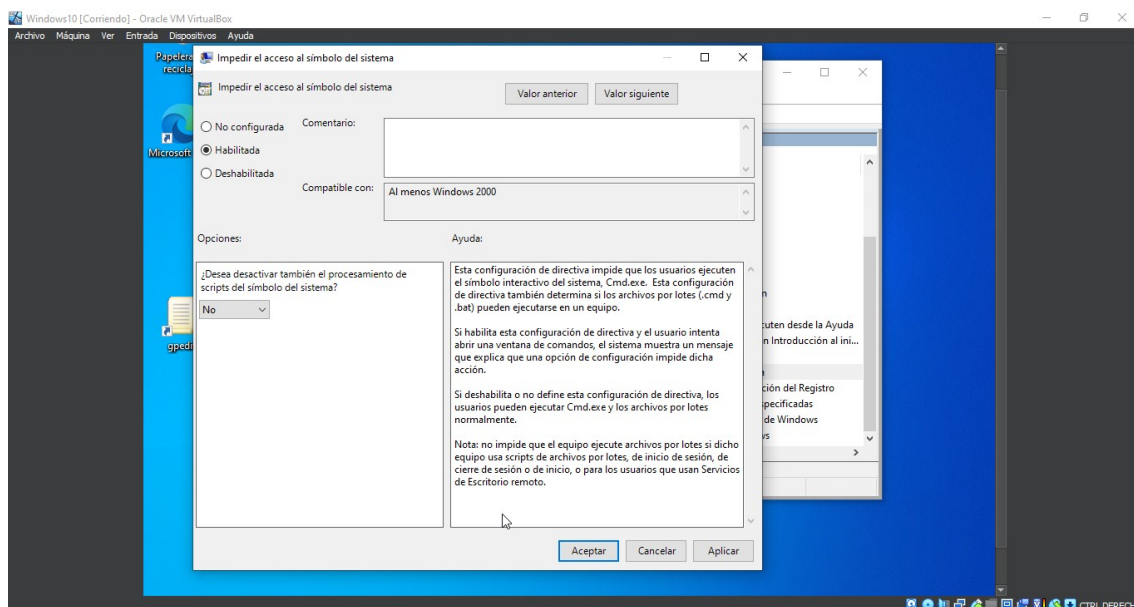 Windows10 [Corriendo] - Oracle VM VirtualBox
Archivo Máquina Ver Entrada Dispositivos Ayuda
Papelera
recicla
Microsoft
gpedi
Impedir el acceso al símbolo del sistema
Impedir el acceso al símbolo del sistema
Valor anterior Valor siguiente
No configurada
Habilitada
Deshabilitada
Comentario:
Compatible con:
Al menos Windows 2000
Opciones:
¿Desea desactivar también el procesamiento de
scripts del símbolo del sistema?
No
Ayuda:
Esta configuración de directiva impide que los usuarios ejecuten
el símbolo interactivo del sistema, Cmd.exe. Esta configuración
de directiva también determina si los archivos por lotes (.cmd y
.bat) pueden ejecutarse en un equipo.
Si habilita esta configuración de directiva y el usuario intenta
abrir una ventana de comandos, el sistema muestra un mensaje
que explica que una opción de configuración impide dicha
acción.
Si deshabilita o no define esta configuración de directiva, los
usuarios pueden ejecutar Cmd.exe y los archivos por lotes
normalmente.
Nota: no impide que el equipo ejecute archivos por lotes si dicho
equipo usa scripts de archivos por lotes, de inicio de sesión, de
cierre de sesión o de inicio, o para los usuarios que usan Servicios
de Escritorio remoto.
Aceptar Cancelar Aplicar
n
cuten desde la Ayuda
n Introducción al ini...
ción del Registro
specificadas
de Windows
vs
CTRL DERECH